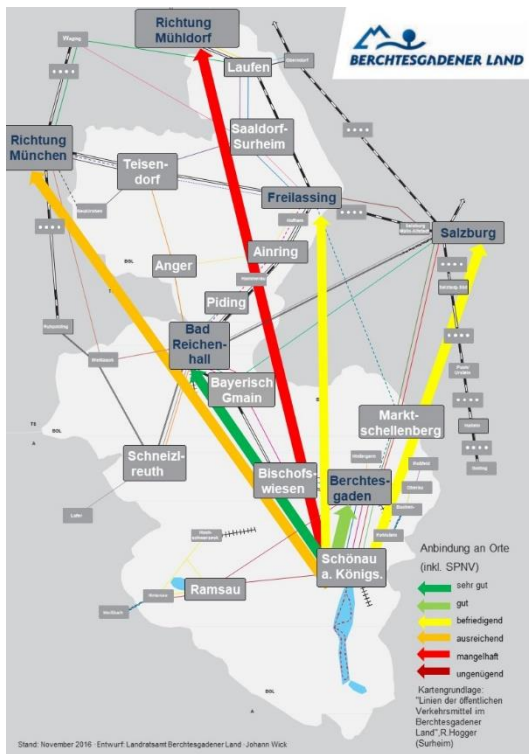 Richtung
Mühldorf
BERCHTESGADENER LAND
Waging
Laufen
Richtung
München
Saaldorf-
Surheim
Teisen-
dorf
Freilassing
Salzburg
Anger
Ainring
BGL
Piding
Bad
Reichen-
hall
Bayerisch
Gmain
Markt-
schellenberg
BGL
Schneizl-
reuth
Bischofs-
wiesen
Berchtes-
gaden
Schönau
a. Königs.
Ramsau
Anbindung an Orte
(inkl. SPNV)
sehr gut
gut
befriedigend
ausreichend
mangelhaft
ungenügend
Kartengrundlage:
"Linien der öffentlichen
Verkehrsmittel im
Berchtesgadener
Land",R.Hogger
(Surheim)
Stand: November 2016 · Entwurf: Landratsamt Berchtesgadener Land · Johann Wick